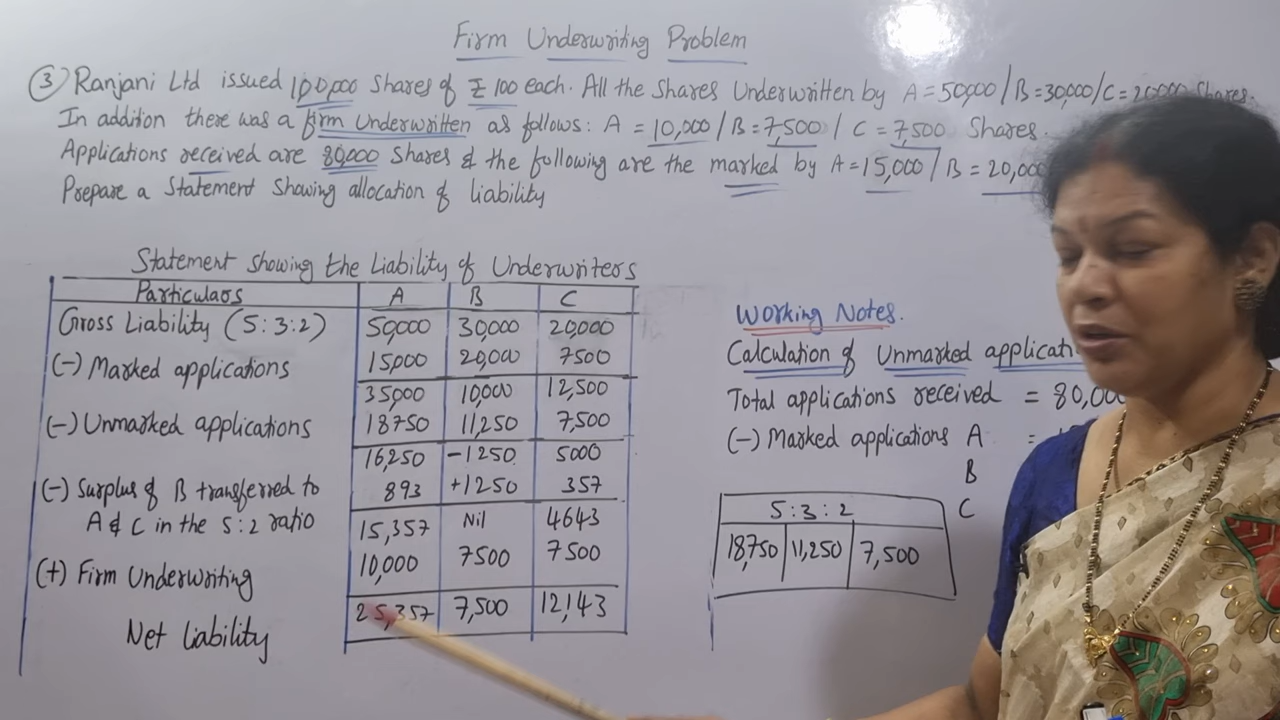 Firm Underwriting Problem
③ Ranjani Ltd issued 1,00,000 Shares of ₹ 100 each. All the Shares Underwritten by A = 50,000 / B = 30,000 / C = 20,000 Shares.
In addition there was a firm Underwritten as follows: A = 10,000 / B = 7,500 / C = 7,500 Shares.
Applications received are 80,000 Shares & the following are the marked by A = 15,000 / B = 20,000
Prepare a Statement Showing allocation of liability
Statement Showing the Liability of Underwriters
Particulars A B C
Gross Liability (5:3:2) 50,000 30,000 20,000
(-) Marked applications 15,000 20,000 7500
35,000 10,000 12,500
(-) Unmarked applications 18750 11,250 7,500
16,250 -1250 5000
(-) Surplus of B transferred to 893 +1250 357
A & C in the 5:2 ratio 15,357 Nil 4643
(+) Firm Underwriting 10,000 7500 7500
Net liability 25,357 7,500 12,143
Working Notes.
Calculation of Unmarked
Total applications received = 80,00
(-) Marked applications A =
B
C
5:3:2
18,750 11,250 7,500